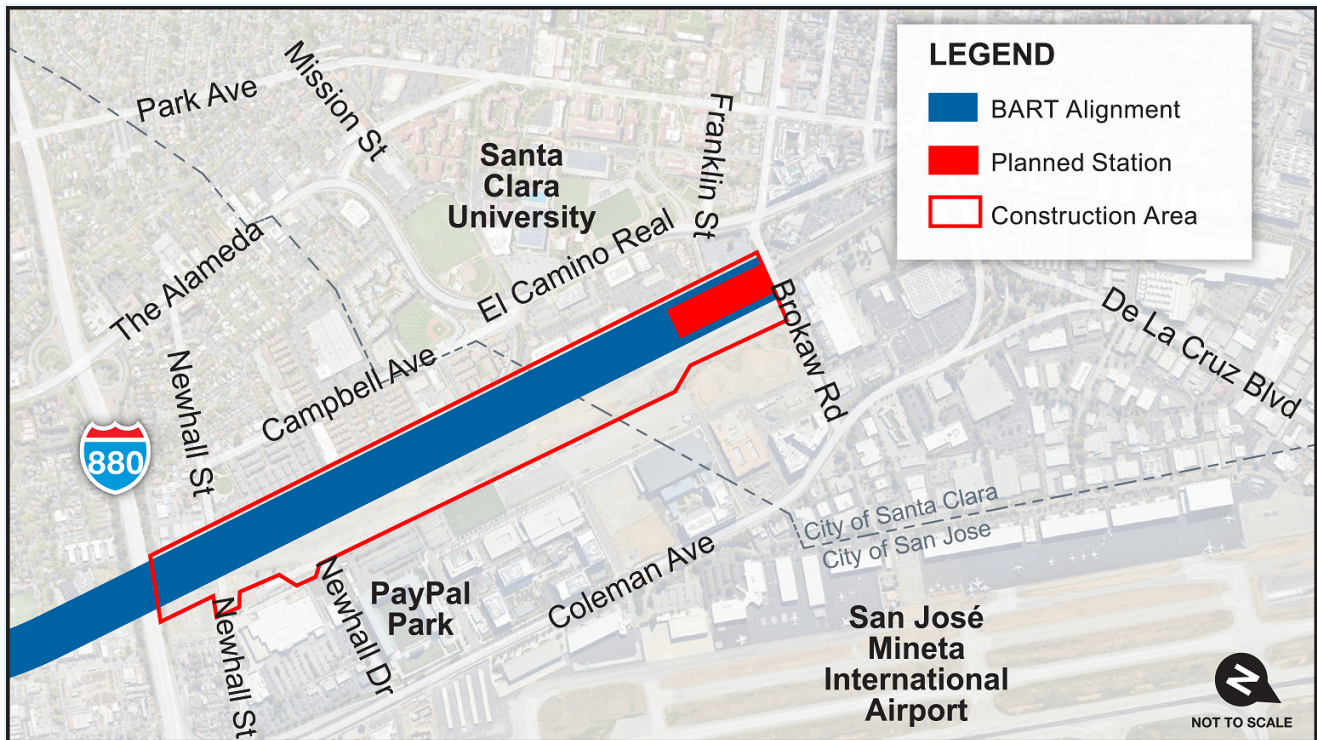 LEGEND
BART Alignment
Planned Station
Construction Area
Park Ave
Mission St
Santa
Clara
University
Franklin St
El Camino Real
The Alameda
Newhall St
Campbell Ave
Brokaw Rd
De La Cruz Blvd
880
City of Santa Clara
City of San Jose
Newhall St
Newhall Dr
PayPal
Park
Coleman Ave
San José
Mineta
International
Airport
N
NOT TO SCALE